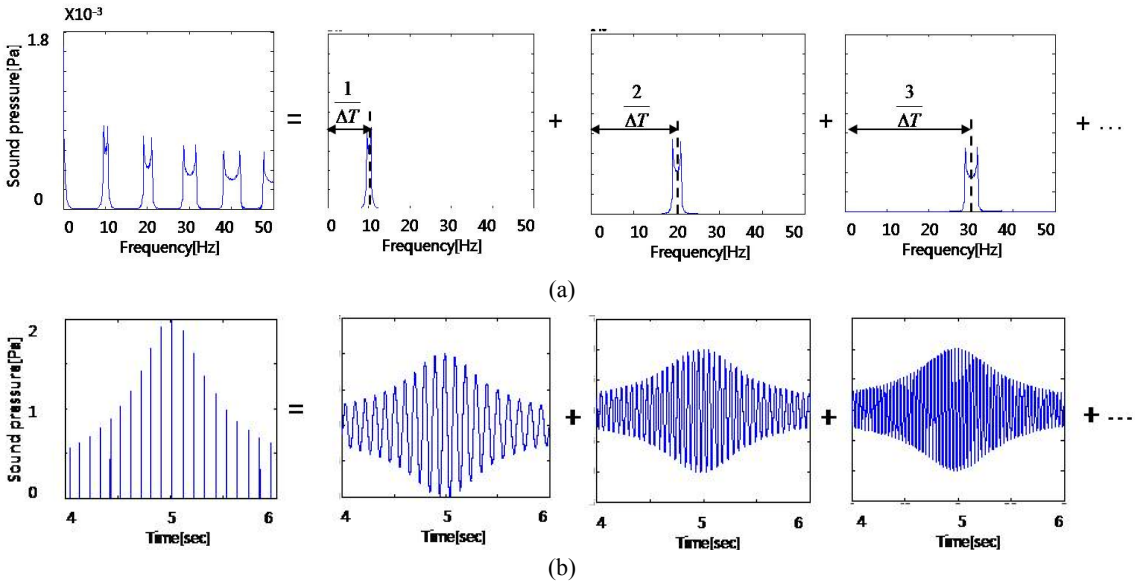 X10⁻³
1.8
Sound pressure[Pa]
0
0 10 20 30 40 50
Frequency[Hz]
=
1
ΔT
0 10 20 30 40 50
Frequency[Hz]
+
2
ΔT
0 10 20 30 40 50
Frequency[Hz]
+
3
ΔT
0 10 20 30 40 50
Frequency[Hz]
+ ...
(a)
2
Sound pressure[Pa]
1
0
4 5 6
Time[sec]
=
4 5 6
Time[sec]
+
4 5 6
Time[sec]
+
4 5 6
Time[sec]
+ ...
(b)